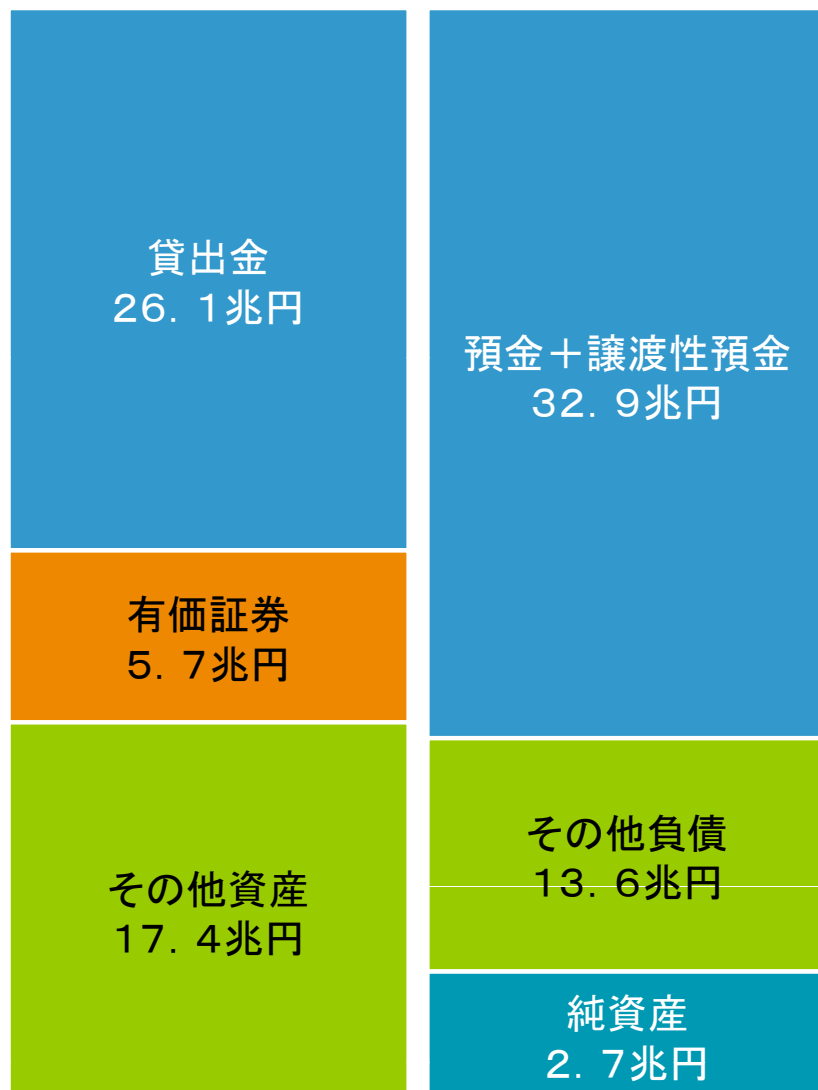 貸出金
26．1兆円
有価証券
5．7兆円
その他資産
17．4兆円
預金＋譲渡性預金
32．9兆円
その他負債
13．6兆円
純資産
2．7兆円